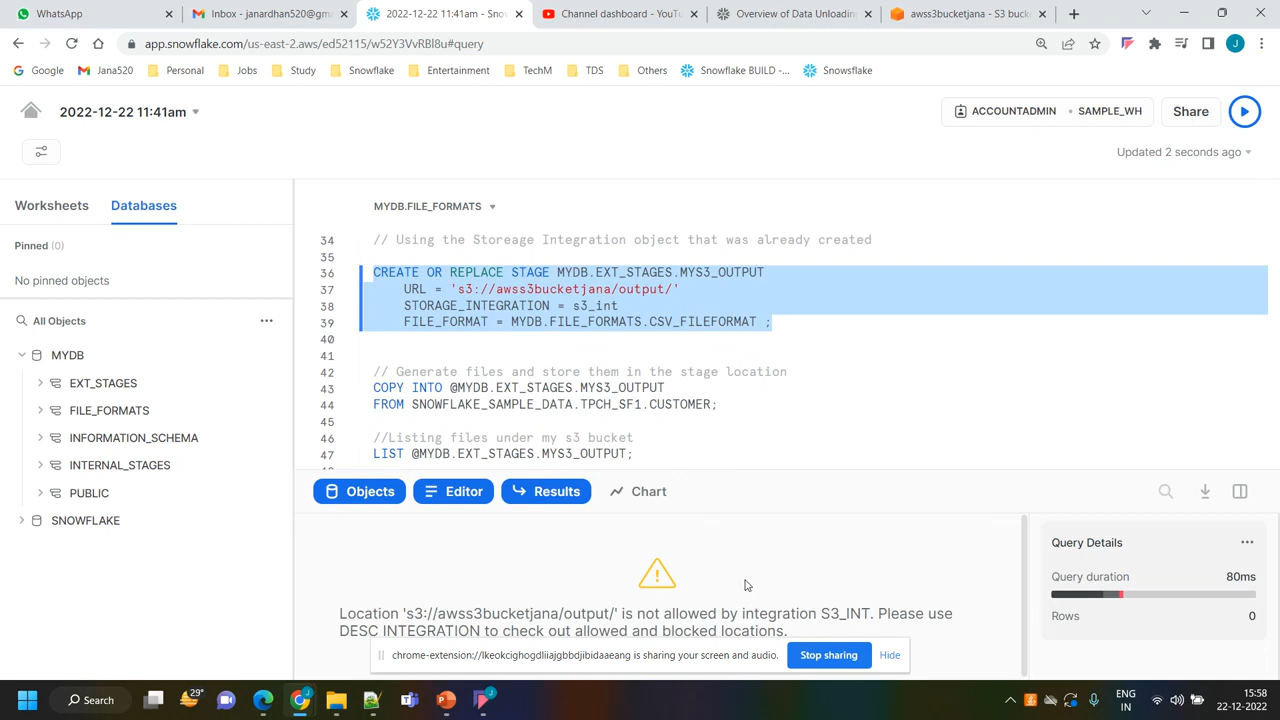 WhatsApp
Inbox - janardhan520@gma
2022-12-22 11:41am - Snow
Channel dashboard - YouTu
Overview of Data Unloading
awss3bucketjana - S3 buck
app.snowflake.com/us-east-2.aws/ed52115/w52Y3VvRRl8u#query
J
Google
Jana520
Personal
Jobs
Study
Snowflake
Entertainment
TechM
TDS
Others
Snowflake BUILD -...
Snowsflake
2022-12-22 11:41am
ACCOUNTADMIN
SAMPLE_WH
Share
Updated 2 seconds ago
Worksheets
Databases
MYDB.FILE_FORMATS
Pinned (0)
No pinned objects
All Objects
MYDB
EXT_STAGES
FILE_FORMATS
INFORMATION_SCHEMA
INTERNAL_STAGES
PUBLIC
SNOWFLAKE
34 // Using the Storeage Integration object that was already created
35
36 CREATE OR REPLACE STAGE MYDB.EXT_STAGES.MYS3_OUTPUT
37 URL = 's3://awss3bucketjana/output/'
38 STORAGE_INTEGRATION = s3_int
39 FILE_FORMAT = MYDB.FILE_FORMATS.CSV_FILEFORMAT ;
40
41
42 // Generate files and store them in the stage location
43 COPY INTO @MYDB.EXT_STAGES.MYS3_OUTPUT
44 FROM SNOWFLAKE_SAMPLE_DATA.TPCH_SF1.CUSTOMER;
45
46 //Listing files under my s3 bucket
47 LIST @MYDB.EXT_STAGES.MYS3_OUTPUT;
Objects
Editor
Results
Chart
Location 's3://awss3bucketjana/output/' is not allowed by integration S3_INT. Please use
DESC INTEGRATION to check out allowed and blocked locations.
Query Details
Query duration 80ms
Rows 0
chrome-extension://lkeokcighogdliiajgbbdjibidaaeang is sharing your screen and audio.
Stop sharing
Hide
Search
29°
ENG
IN
15:58
22-12-2022